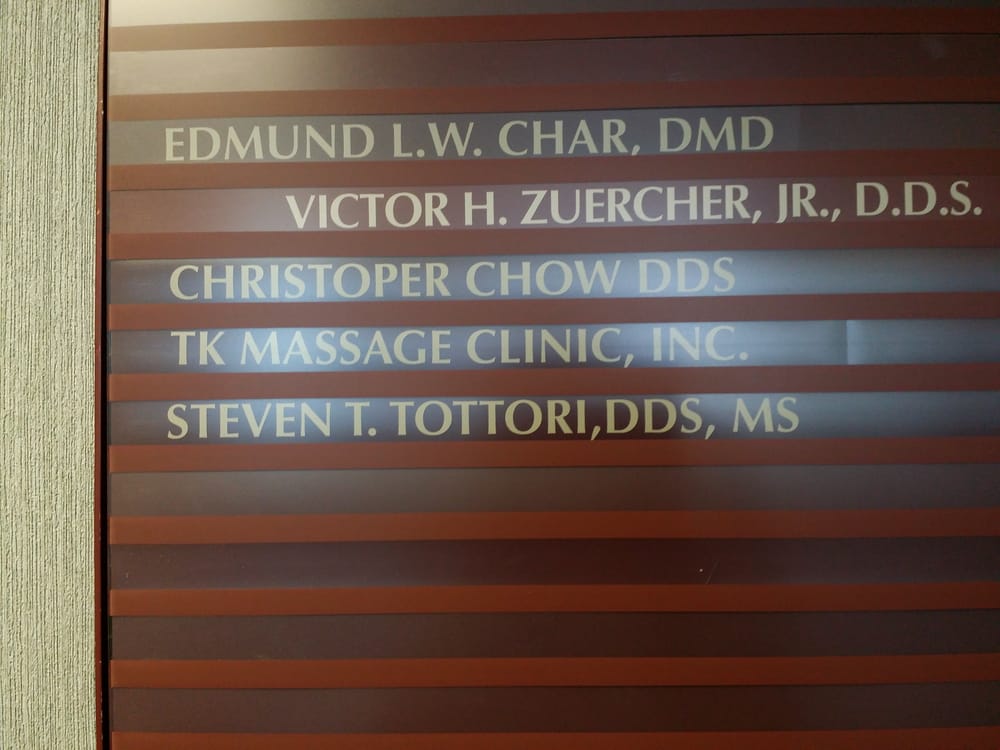 EDMUND L.W. CHAR, DMD
VICTOR H. ZUERCHER, JR., D.D.S.
CHRISTOPER CHOW DDS
TK MASSAGE CLINIC, INC.
STEVEN T. TOTTORI,DDS, MS